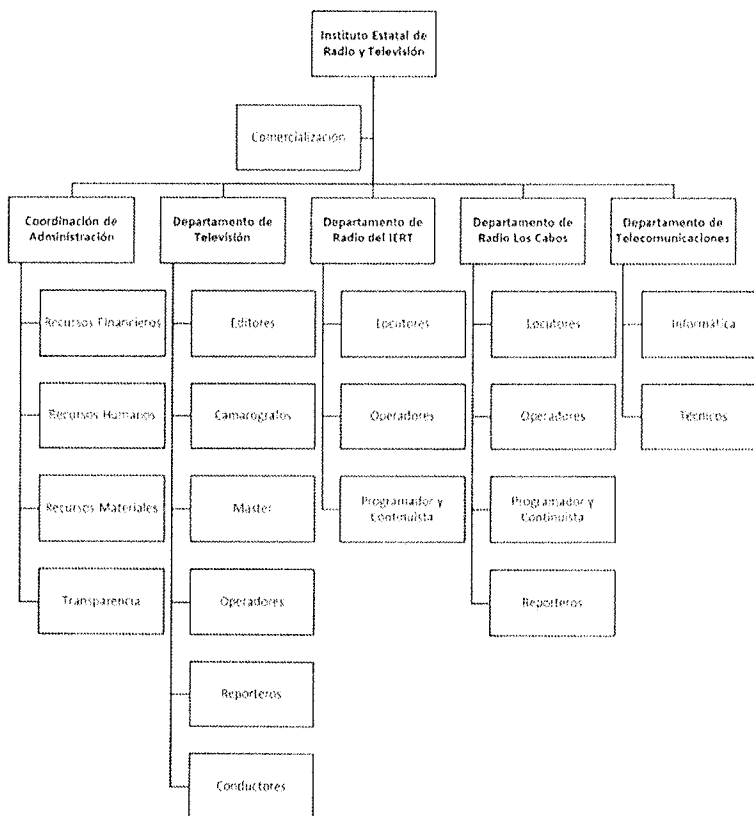 Instituto Estatal de
Radio y Televisión
Comercialización
Coordinación de
Administración
Departamento de
Televisión
Departamento de
Radio del IERT
Departamento de
Radio Los Cabos
Departamento de
Telecomunicaciones
Recursos Financieros
Editores
Locutores
Locutores
Informática
Recursos Humanos
Camarografos
Operadores
Operadores
Técnicos
Recursos Materiales
Master
Programador y
Continuista
Programador y
Continuista
Transparencia
Operadores
Reporteros
Reporteros
Conductores